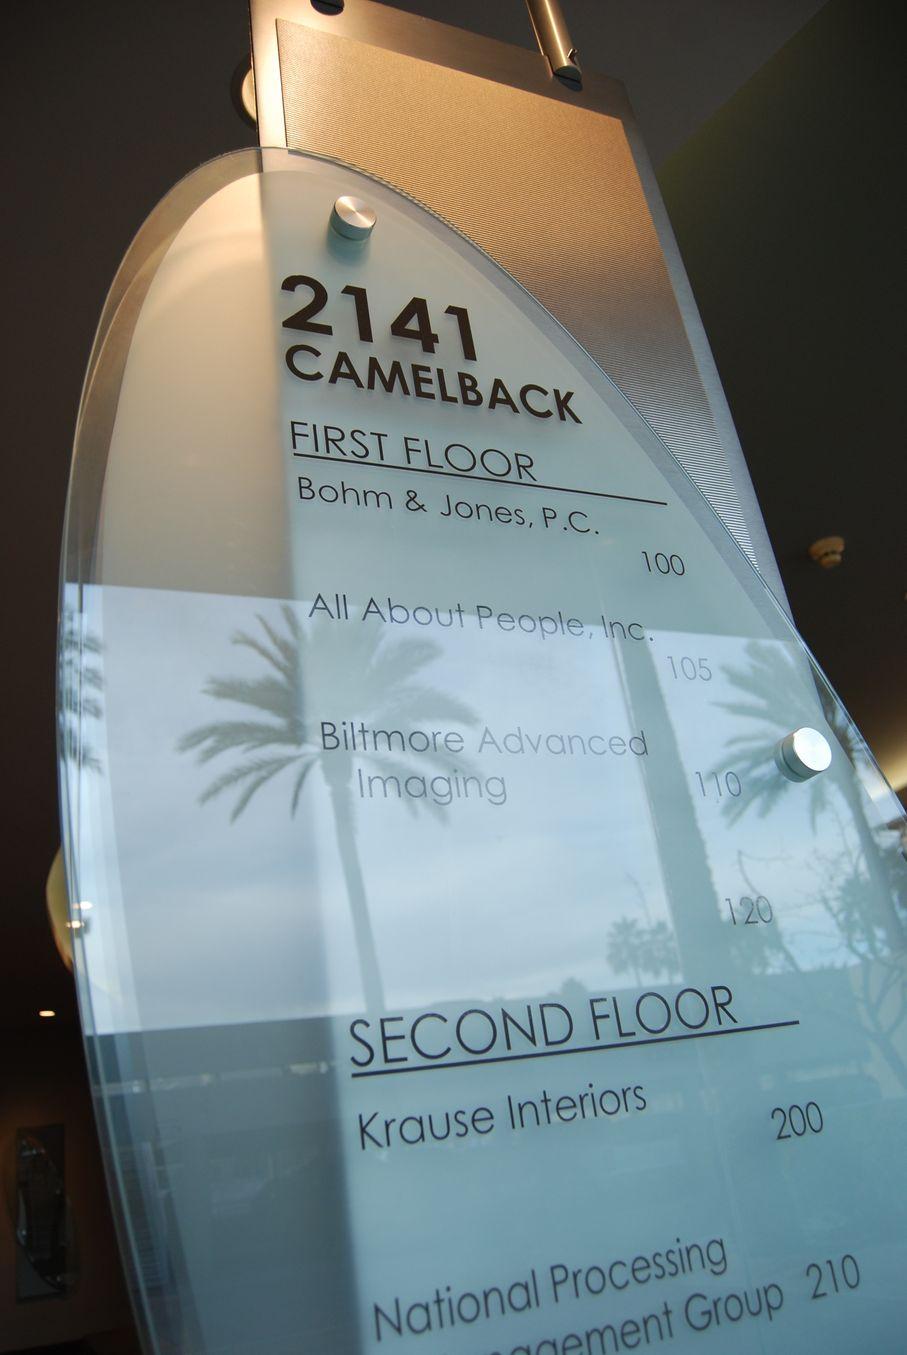 2141
CAMELBACK
FIRST FLOOR
Bohm & Jones, P.C.
100
All About People, Inc.
105
Biltmore Advanced
Imaging 110
120
SECOND FLOOR
Krause Interiors
200
National Processing
Group 210